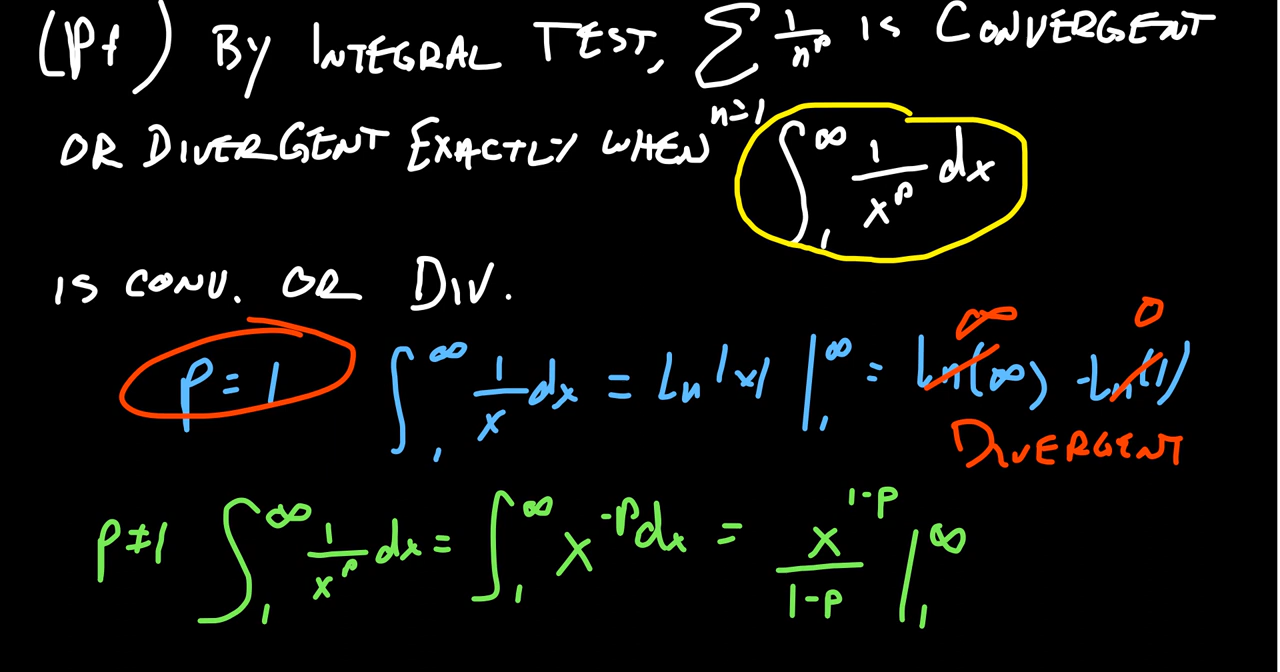 (Pf) BY INTEGRAL TEST, ∑_{n=1} 1/n^p IS CONVERGENT
OR DIVERGENT EXACTLY WHEN ∫_1^∞ 1/x^p dx
IS CONV. OR DIV.
P = 1 ∫_1^∞ 1/x dx = Ln|x| |_1^∞ = Ln(∞) - Ln(1)
∞ 0
DIVERGENT
P≠1 ∫_1^∞ 1/x^p dx = ∫_1^∞ x^{-p} dx = x^{1-p}/(1-p) |_1^∞